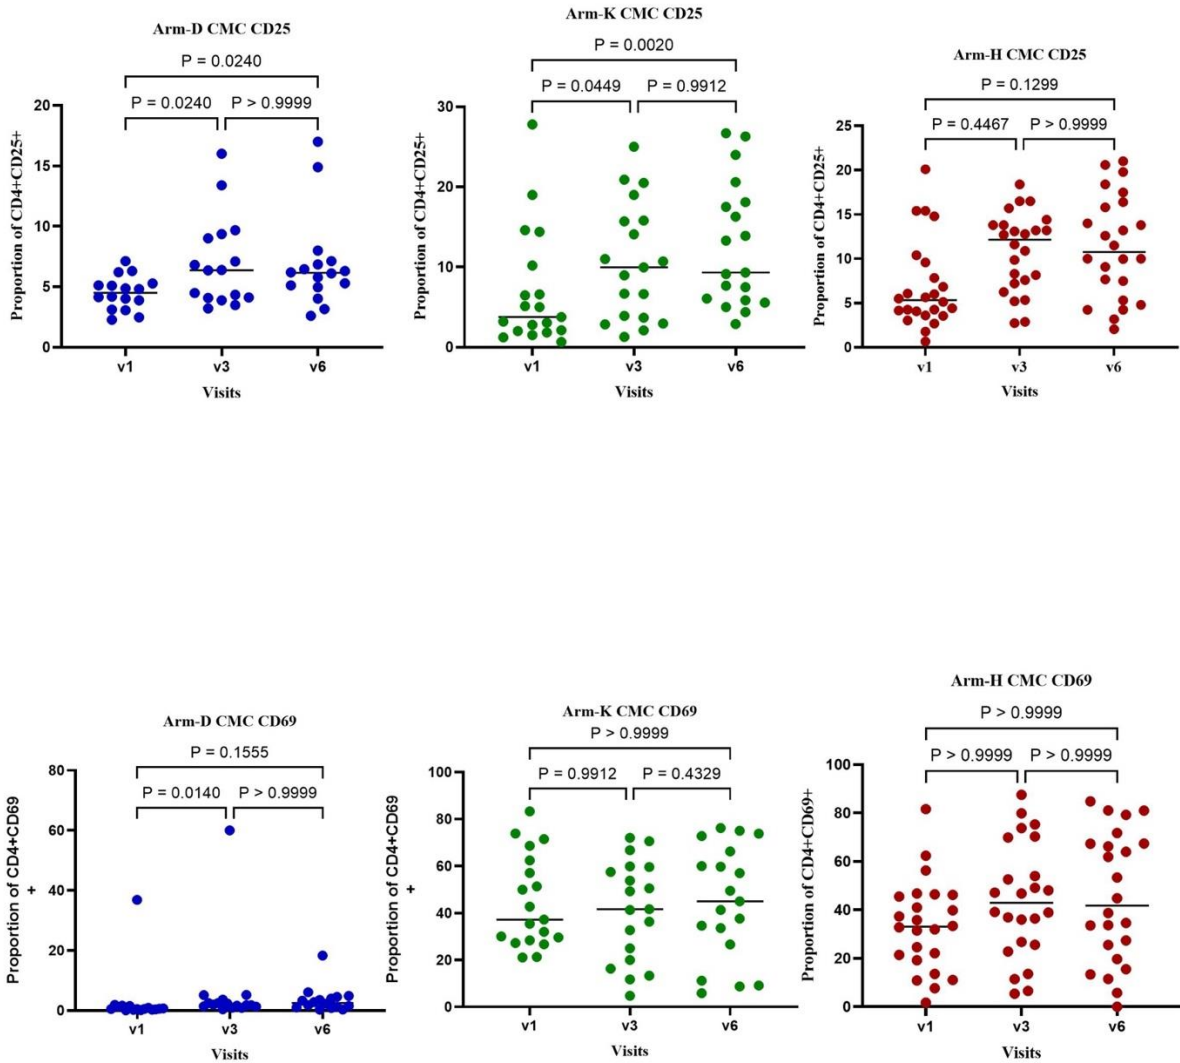 Arm-D CMC CD25
P = 0.0240
P = 0.0240 P > 0.9999
Proportion of CD4+CD25+
20
15
10
5
0
v1 v3 v6
Visits
Arm-K CMC CD25
P = 0.0020
P = 0.0449 P = 0.9912
Proportion of CD4+CD25+
30
20
10
0
v1 v3 v6
Visits
Arm-H CMC CD25
P = 0.1299
P = 0.4467 P > 0.9999
Proportion of CD4+CD25+
25
20
15
10
5
0
v1 v3 v6
Visits
Arm-D CMC CD69
P = 0.1555
P = 0.0140 P > 0.9999
Proportion of CD4+CD69
+
80
60
40
20
0
v1 v3 v6
Visits
Arm-K CMC CD69
P > 0.9999
P = 0.9912 P = 0.4329
Proportion of CD4+CD69
+
100
80
60
40
20
0
v1 v3 v6
Visits
Arm-H CMC CD69
P > 0.9999
P > 0.9999 P > 0.9999
Proportion of CD4+CD69+
100
80
60
40
20
0
v1 v3 v6
Visits